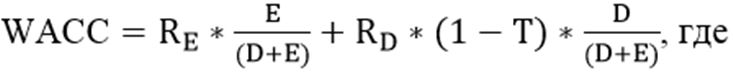 WACC = R_E * E/(D+E) + R_D * (1 − T) * D/(D+E), где